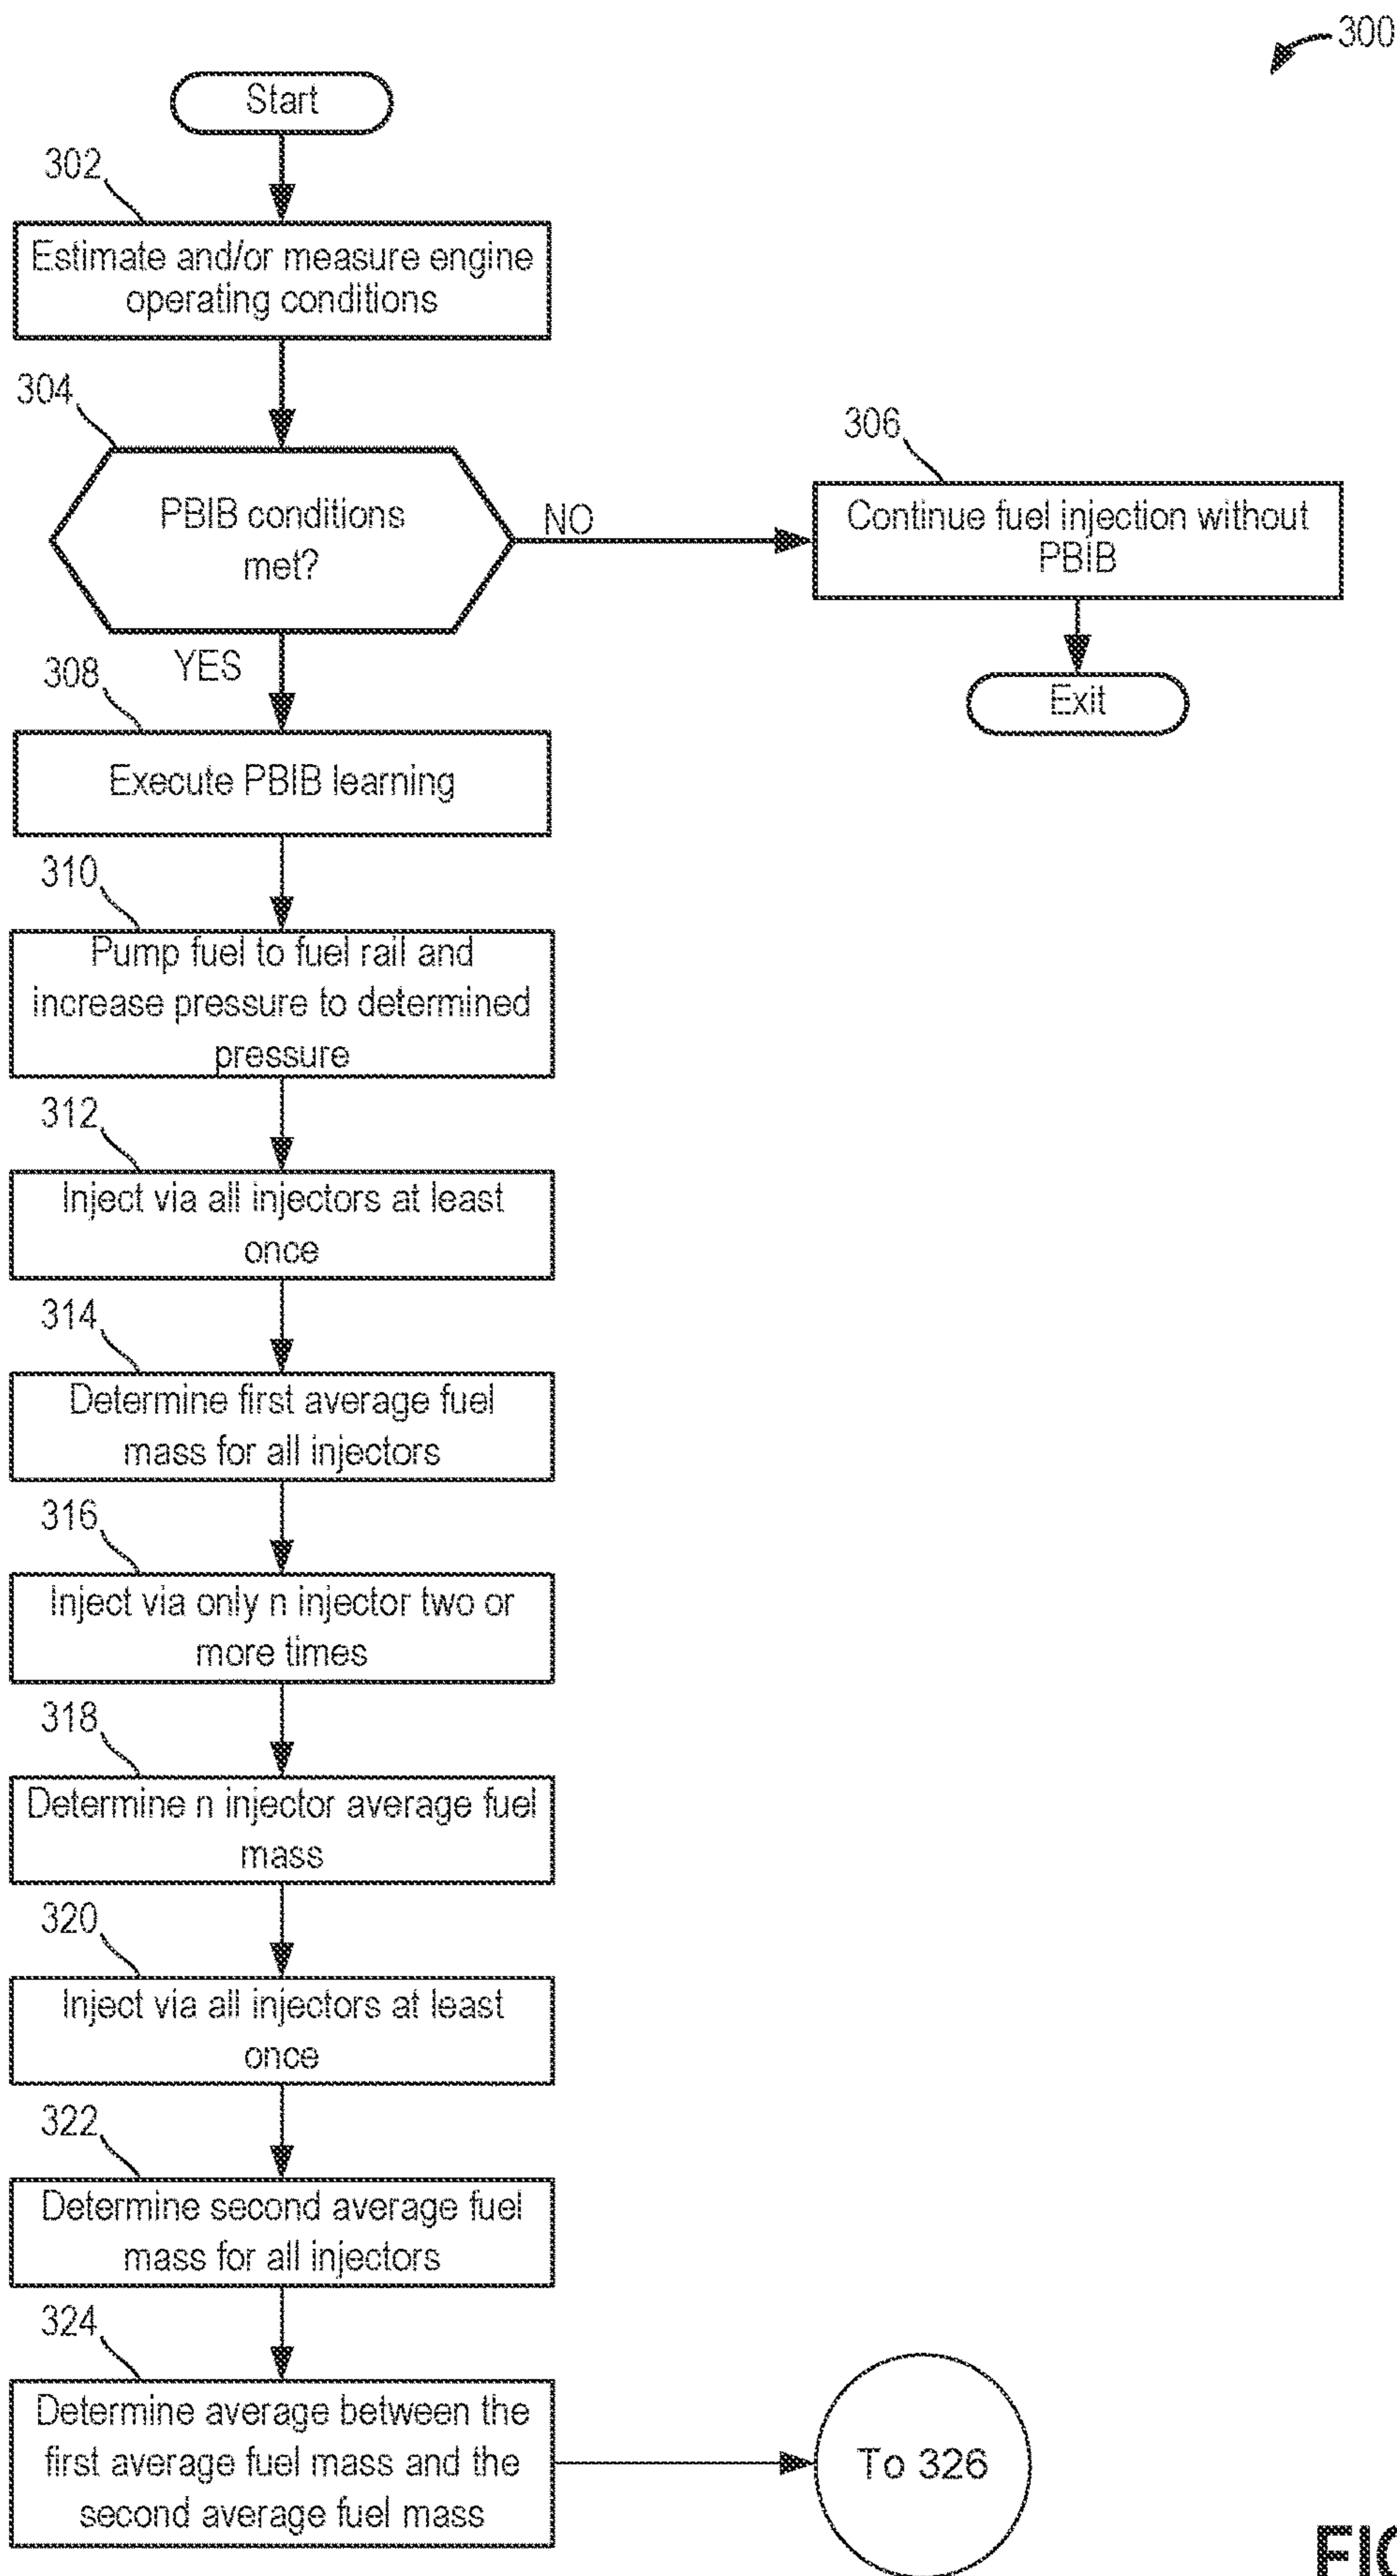 300
Start
302
Estimate and/or measure engine
operating conditions
304
PBIB conditions
met?
NO
306
Continue fuel injection without
PBIB
YES
Exit
308
Execute PBIB learning
310
Pump fuel to fuel rail and
increase pressure to determined
pressure
312
Inject via all injectors at least
once
314
Determine first average fuel
mass for all injectors
316
Inject via only n injector two or
more times
318
Determine n injector average fuel
mass
320
Inject via all injectors at least
once
322
Determine second average fuel
mass for all injectors
324
Determine average between the
first average fuel mass and the
second average fuel mass
To 326